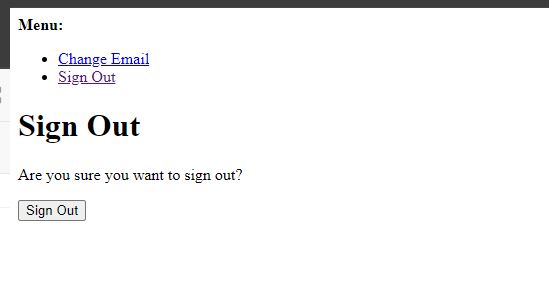 Menu:
Change Email
Sign Out
Sign Out
Are you sure you want to sign out?
Sign Out